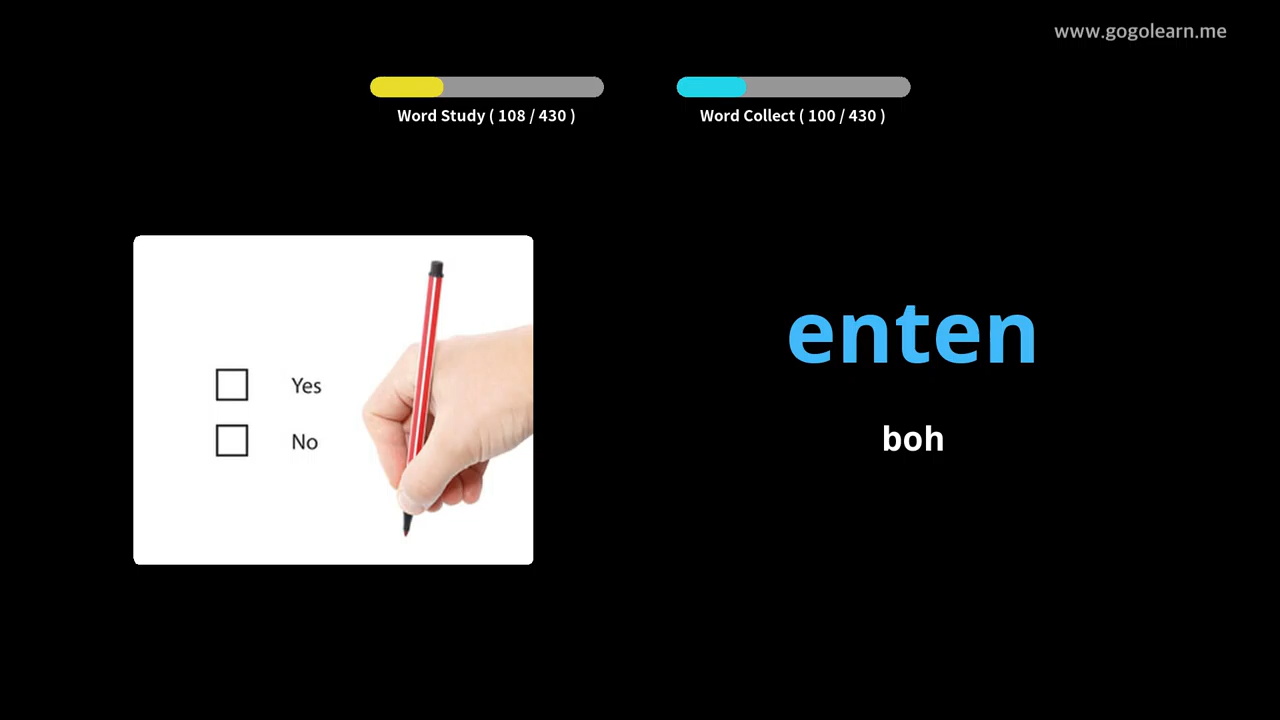 www.gogolearn.me
Word Study ( 108 / 430 )
Word Collect ( 100 / 430 )
Yes
No
enten
boh